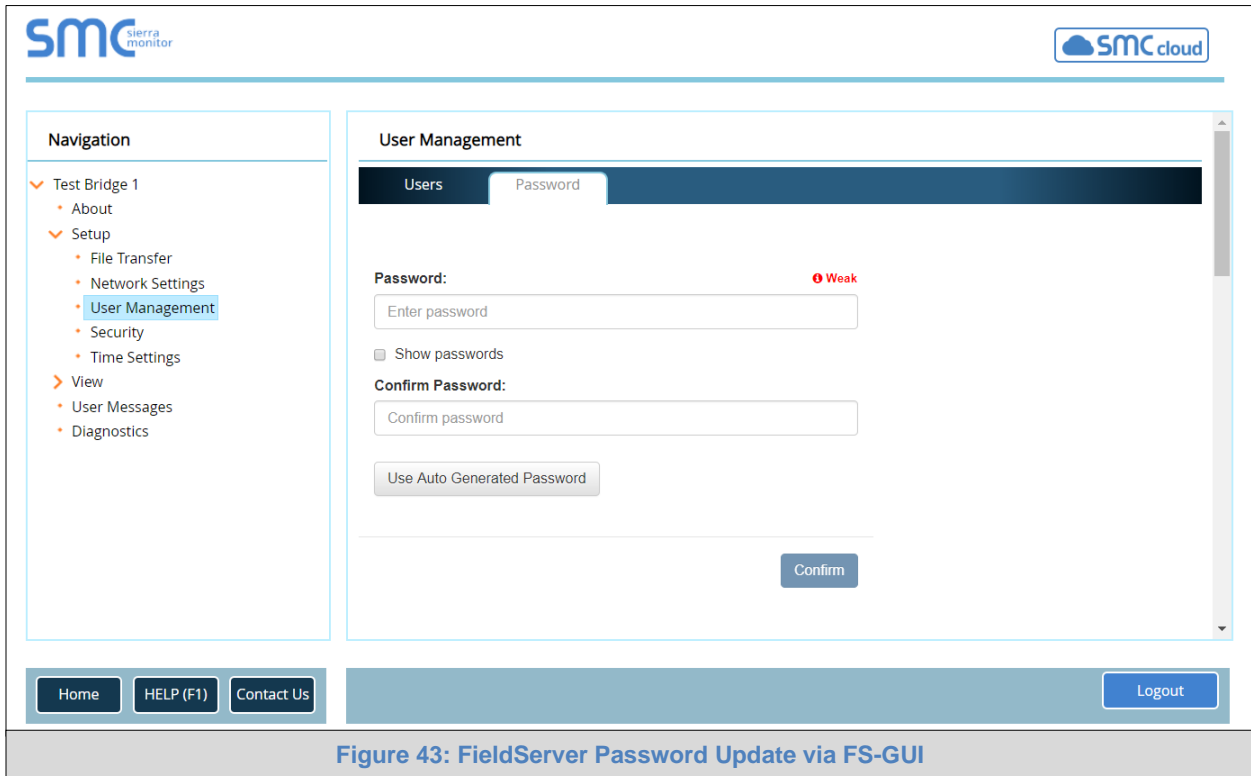 SMC sierra monitor
SMC cloud
Navigation
Test Bridge 1
About
Setup
File Transfer
Network Settings
User Management
Security
Time Settings
View
User Messages
Diagnostics
User Management
Users Password
Password: Weak
Enter password
Show passwords
Confirm Password:
Confirm password
Use Auto Generated Password
Confirm
Home HELP (F1) Contact Us
Logout
Figure 43: FieldServer Password Update via FS-GUI